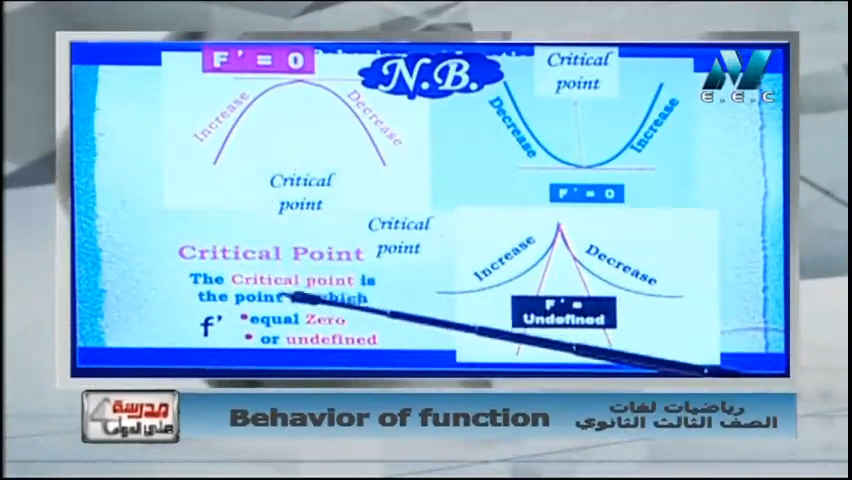 F' = 0
N.B.
Critical
point
E.E.C
Increase
Decrease
Decrease
Increase
Critical
point
F' = 0
Critical
point
Increase
Decrease
F' =
Undefined
Critical Point
The Critical point is
the point which
f'
• equal Zero
• or undefined
مدرسة
على الهواء
Behavior of function
رياضيات لغات
الصف الثالث الثانوي